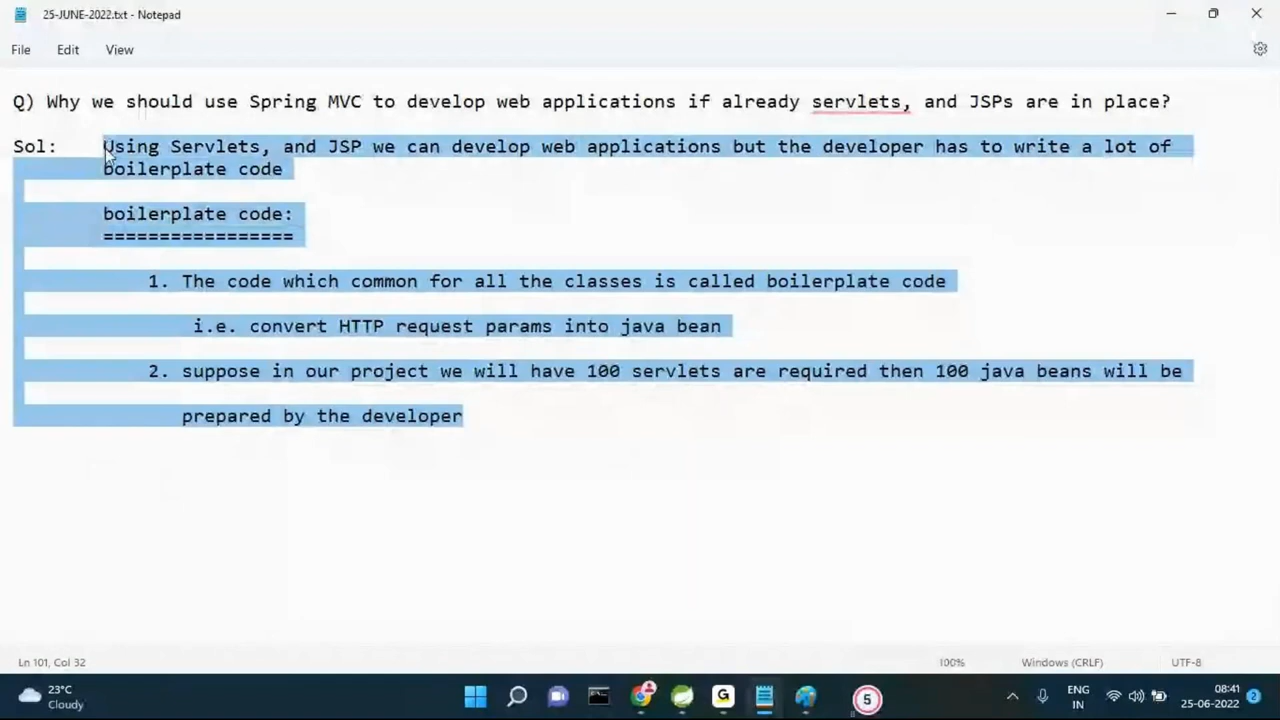 25-JUNE-2022.txt - Notepad
File Edit View
Q) Why we should use Spring MVC to develop web applications if already servlets, and JSPs are in place?
Sol: Using Servlets, and JSP we can develop web applications but the developer has to write a lot of
boilerplate code
boilerplate code:
=================
1. The code which common for all the classes is called boilerplate code
i.e. convert HTTP request params into java bean
2. suppose in our project we will have 100 servlets are required then 100 java beans will be
prepared by the developer
Ln 101, Col 32 100% Windows (CRLF) UTF-8
23°C
Cloudy
G
5
ENG
IN
08:41
25-06-2022
2